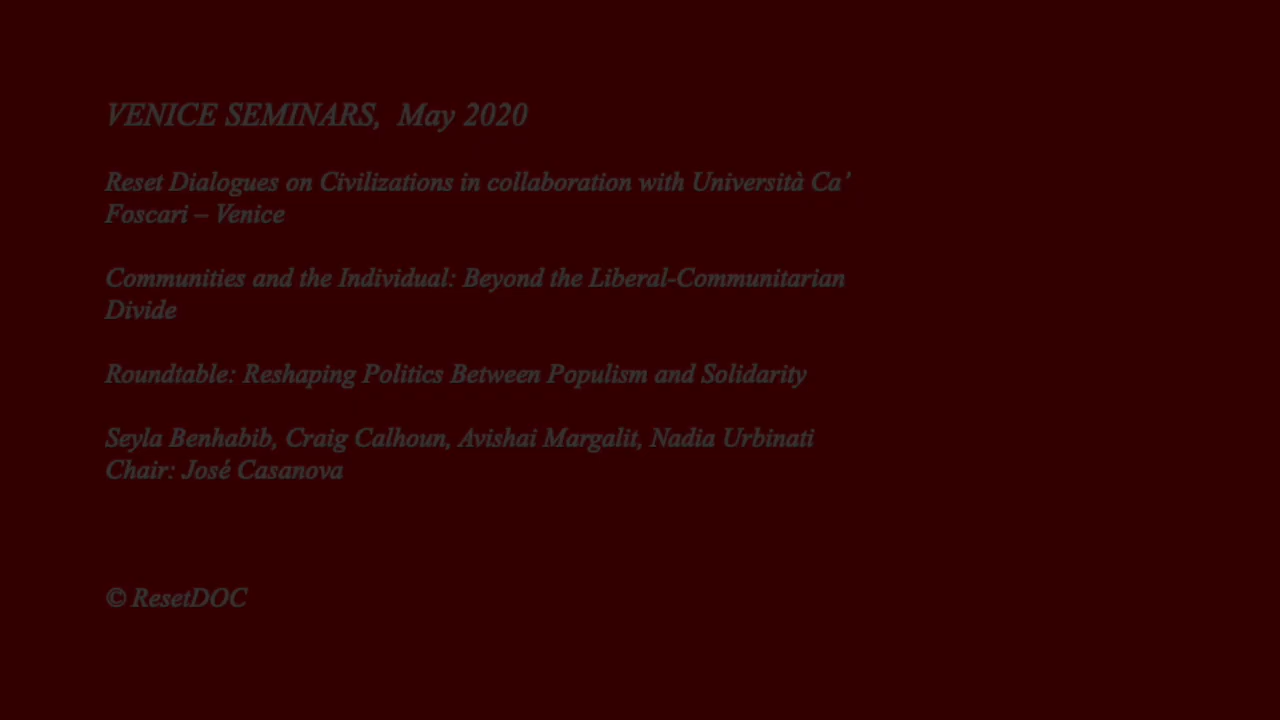 VENICE SEMINARS, May 2020
Reset Dialogues on Civilizations in collaboration with Università Ca’
Foscari – Venice
Communities and the Individual: Beyond the Liberal-Communitarian
Divide
Roundtable: Reshaping Politics Between Populism and Solidarity
Seyla Benhabib, Craig Calhoun, Avishai Margalit, Nadia Urbinati
Chair: José Casanova
© ResetDOC